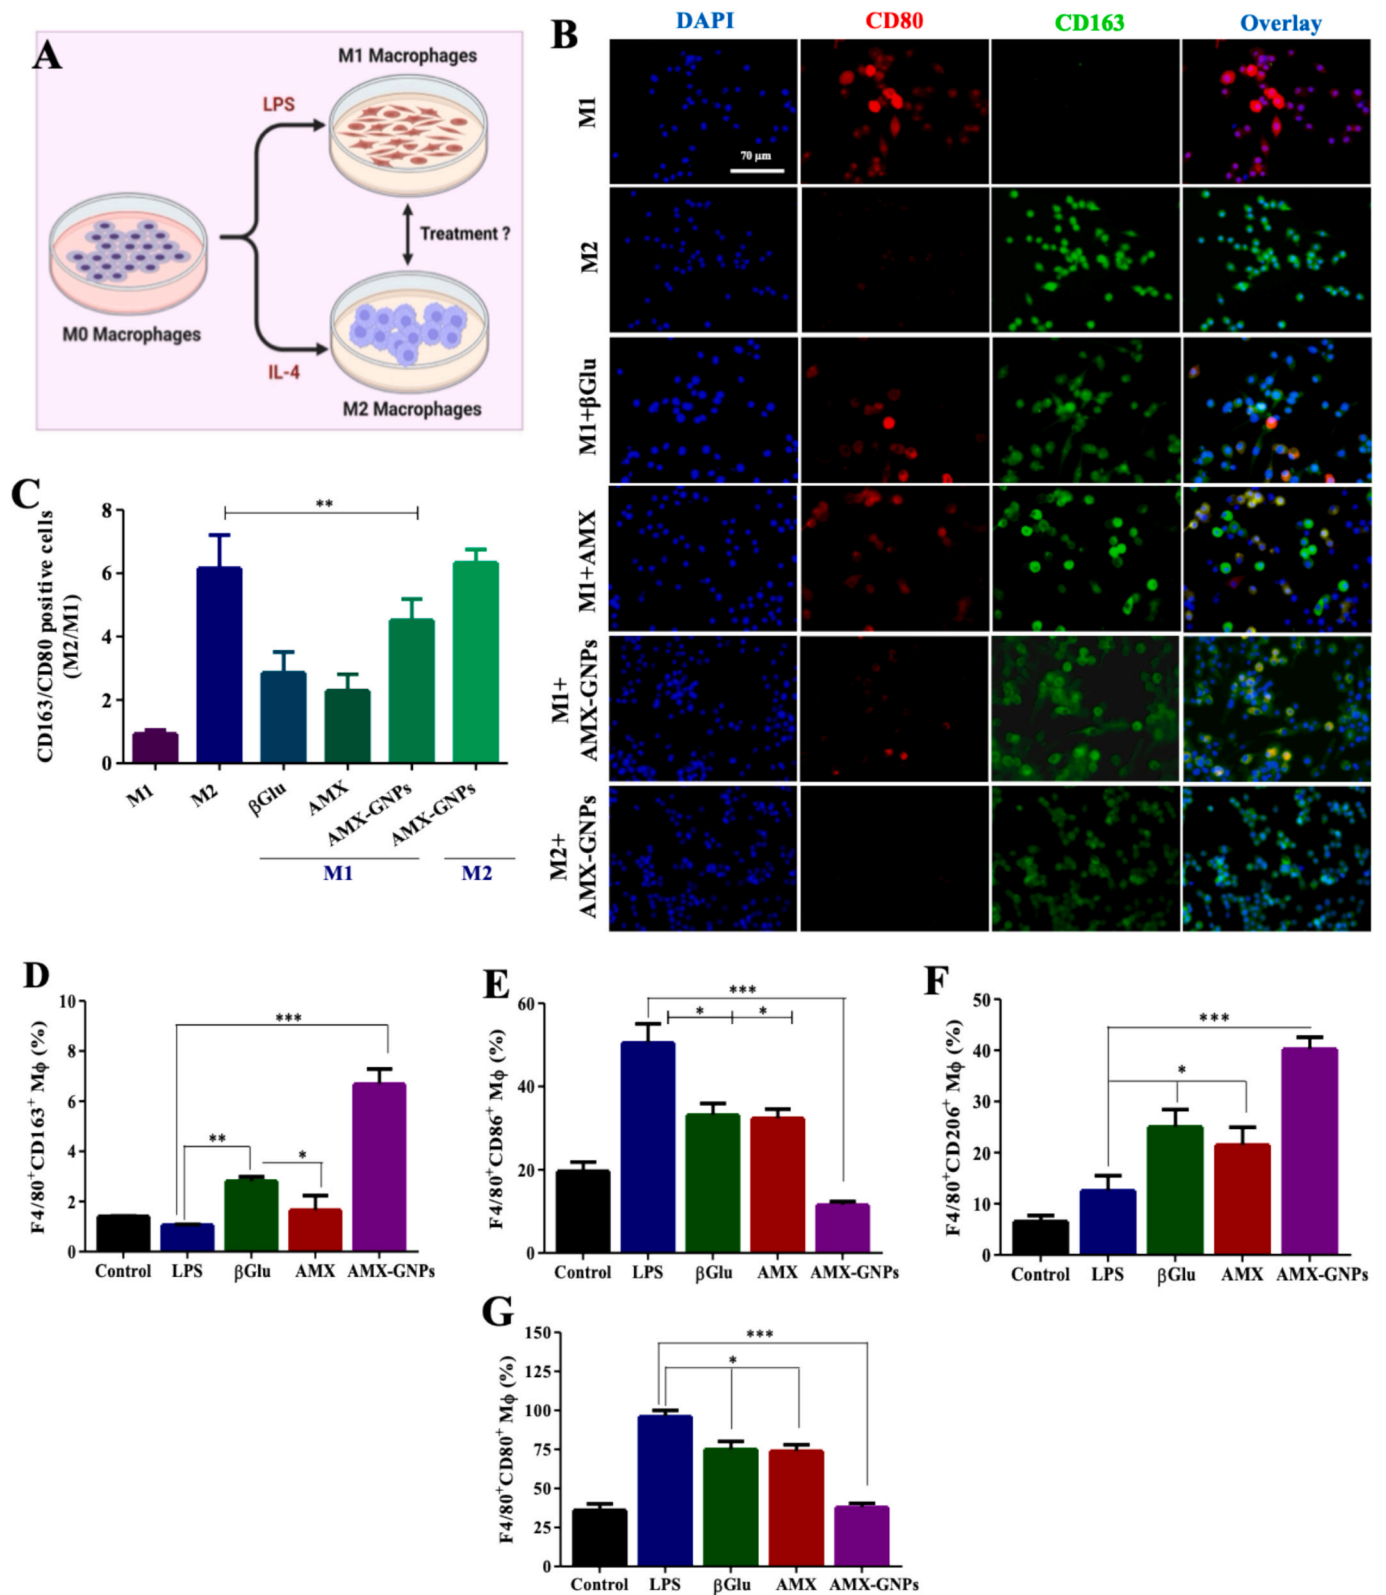 A
M1 Macrophages
LPS
Treatment ?
M0 Macrophages
IL-4
M2 Macrophages
B
DAPI CD80 CD163 Overlay
M1
70 μm
M2
M1+βGlu
M1+AMX
M1+
AMX-GNPs
M2+
AMX-GNPs
C
CD163/CD80 positive cells
(M2/M1)
8
6
4
2
0
**
M1 M2 βGlu AMX AMX-GNPs AMX-GNPs
M1 M2
D
F4/80⁺CD163⁺ Mϕ (%)
10
8
6
4
2
0
***
**
*
Control LPS βGlu AMX AMX-GNPs
E
F4/80⁺CD86⁺ Mϕ (%)
60
40
20
0
***
* *
Control LPS βGlu AMX AMX-GNPs
F
F4/80⁺CD206⁺ Mϕ (%)
50
40
30
20
10
0
***
*
Control LPS βGlu AMX AMX-GNPs
G
F4/80⁺CD80⁺ Mϕ (%)
150
125
100
75
50
25
0
***
*
Control LPS βGlu AMX AMX-GNPs